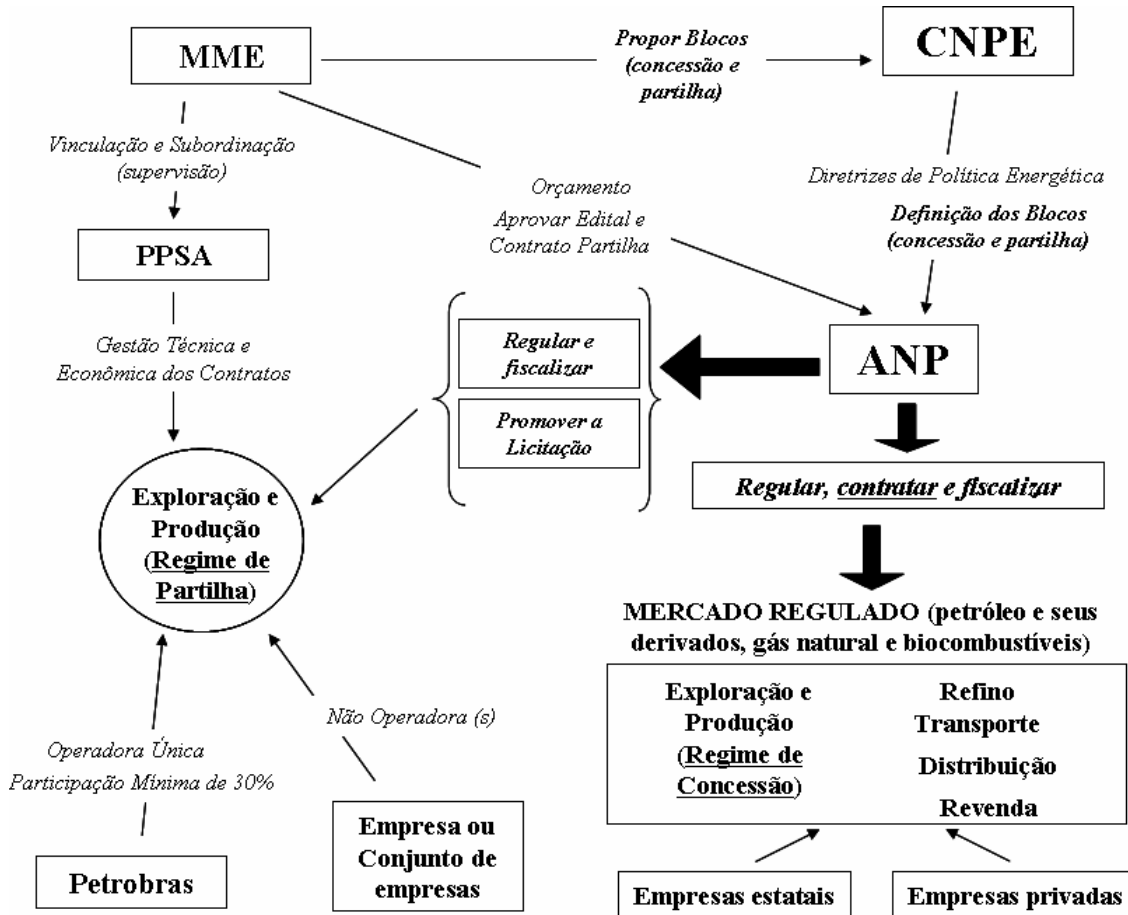 MME
Propor Blocos
(concessão e
partilha)
CNPE
Vinculação e Subordinação
(supervisão)
Orçamento
Aprovar Edital e
Contrato Partilha
Diretrizes de Política Energética
Definição dos Blocos
(concessão e partilha)
PPSA
Gestão Técnica e
Econômica dos Contratos
Regular e
fiscalizar
Promover a
Licitação
ANP
Regular, contratar e fiscalizar
Exploração e
Produção
(Regime de
Partilha)
MERCADO REGULADO (petróleo e seus
derivados, gás natural e biocombustíveis)
Exploração e
Produção
(Regime de
Concessão)
Refino
Transporte
Distribuição
Revenda
Não Operadora (s)
Operadora Única
Participação Mínima de 30%
Petrobras
Empresa ou
Conjunto de
empresas
Empresas estatais
Empresas privadas